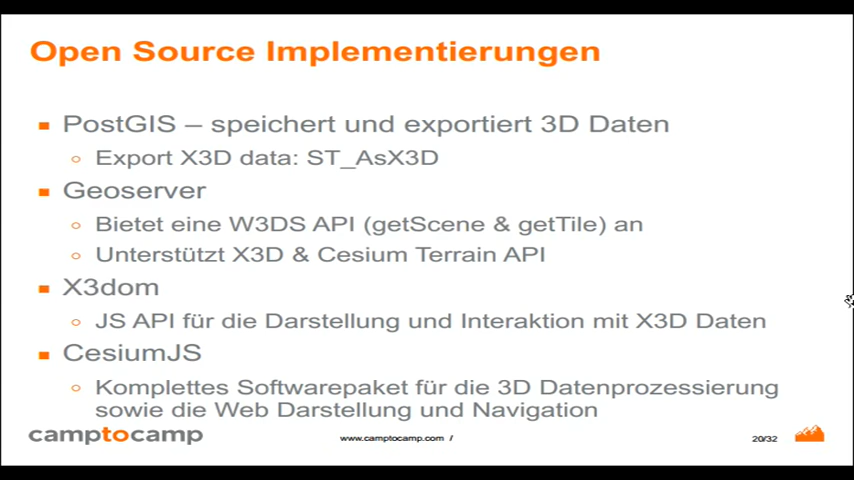 Open Source Implementierungen
PostGIS – speichert und exportiert 3D Daten
Export X3D data: ST_AsX3D
Geoserver
Bietet eine W3DS API (getScene & getTile) an
Unterstützt X3D & Cesium Terrain API
X3dom
JS API für die Darstellung und Interaktion mit X3D Daten
CesiumJS
Komplettes Softwarepaket für die 3D Datenprozessierung
sowie die Web Darstellung und Navigation
camptocamp www.camptocamp.com / 20/32